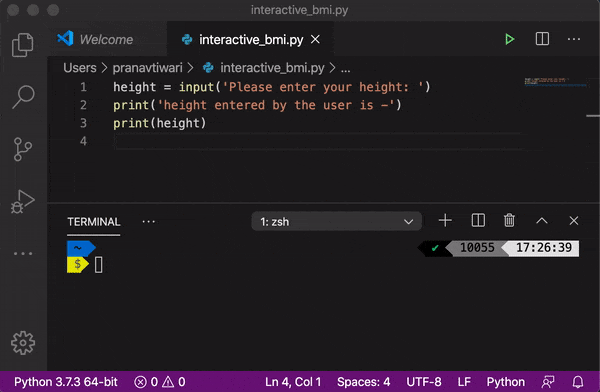 interactive_bmi.py
Welcome
interactive_bmi.py
Users > pranavtiwari > interactive_bmi.py > ...
1 height = input('Please enter your height: ')
2 print('height entered by the user is -')
3 print(height)
4
TERMINAL ... 1: zsh
~ ✔ 10055 17:26:39
$
Python 3.7.3 64-bit 0 0 Ln 4, Col 1 Spaces: 4 UTF-8 LF Python